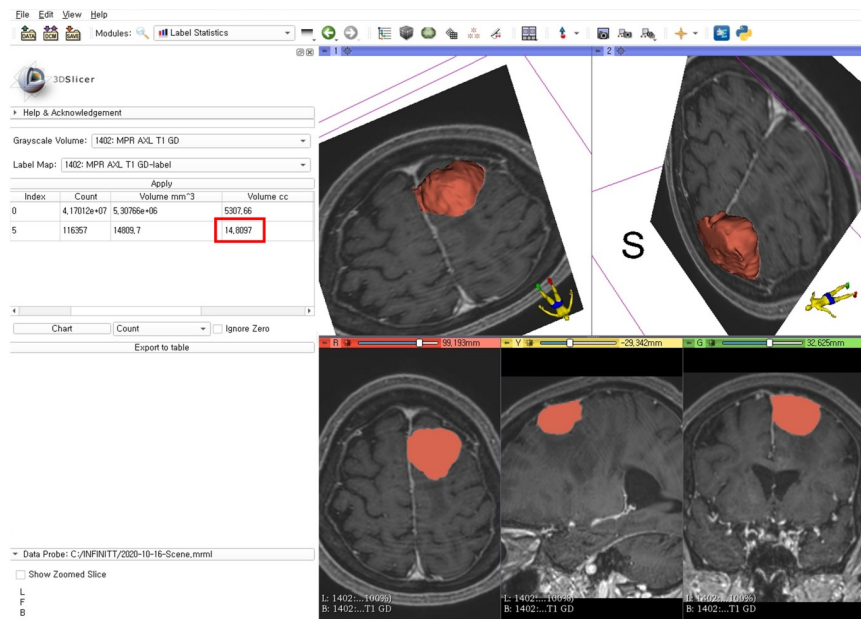 File Edit View Help
DATA DCM SAVE Modules: Label Statistics
3DSlicer
Help & Acknowledgement
Grayscale Volume: 1402: MPR AXL T1 GD
Label Map: 1402: MPR AXL T1 GD-label
Apply
Index Count Volume mm^3 Volume cc
0 4,17012e+07 5,30766e+06 5307,66
5 116357 14809,7 14,8097
Chart Count Ignore Zero
Export to table
Data Probe: C:/INFINITT/2020-10-16-Scene,mrml
Show Zoomed Slice
L
F
B
1
2
S
R 99,193mm
Y -29,342mm
G 32,625mm
L: 1402:...100%)
B: 1402:...T1 GD
L: 1402:...100%)
B: 1402:...T1 GD
L: 1402:...100%)
B: 1402:...T1 GD